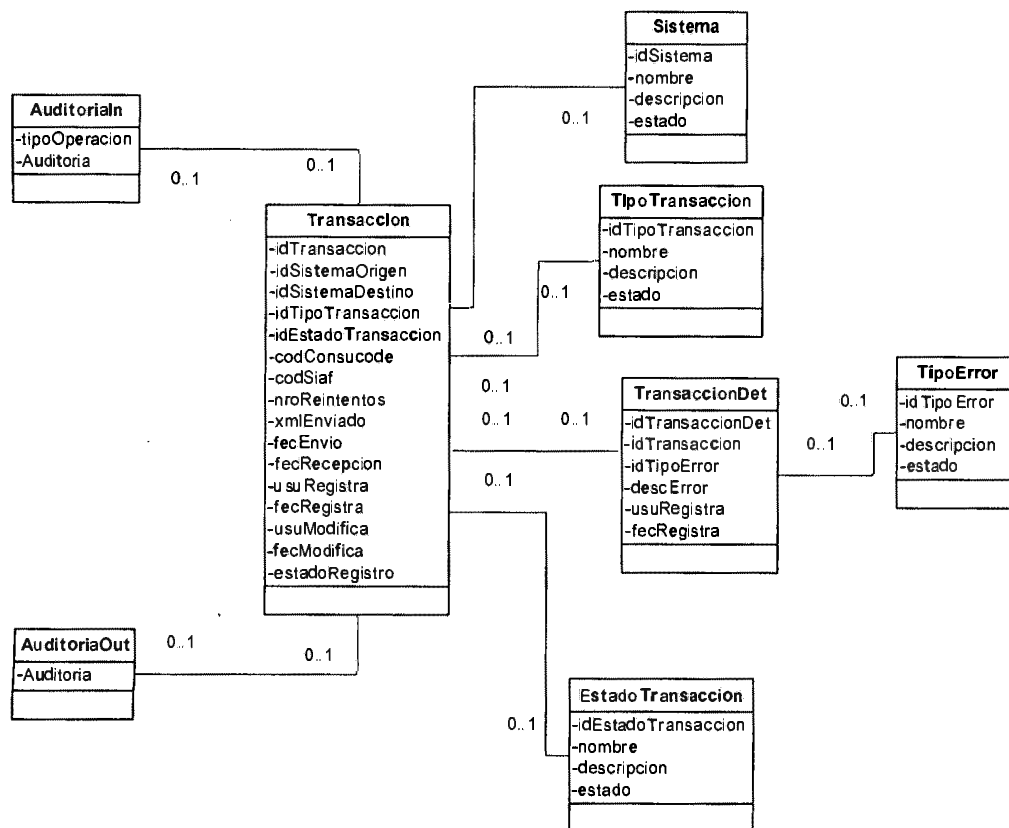 Sistema
-idSistema
-nombre
-descripcion
-estado
0..1
AuditoriaIn
-tipoOperacion
-Auditoria
0..1
0..1
TipoTransaccion
-idTipoTransaccion
-nombre
-descripcion
-estado
0..1
Transaccion
-idTransaccion
-idSistemaOrigen
-idSistemaDestino
-idTipoTransaccion
-idEstadoTransaccion
-codConsucode
-codSiaf
-nroReintentos
-xmlEnviado
-fecEnvio
-fecRecepcion
-usuRegistra
-fecRegistra
-usuModifica
-fecModifica
-estadoRegistro
0..1
0..1
0..1
0..1
0..1
TransaccionDet
-idTransaccionDet
-idTransaccion
-idTipoError
-descError
-usuRegistra
-fecRegistra
0..1
0..1
TipoError
-idTipoError
-nombre
-descripcion
-estado
AuditoriaOut
-Auditoria
0..1
0..1
EstadoTransaccion
-idEstadoTransaccion
-nombre
-descripcion
-estado
0..1